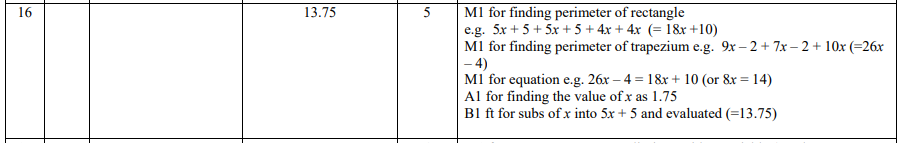 16 13.75 5 M1 for finding perimeter of rectangle
e.g. 5x + 5 + 5x + 5 + 4x + 4x (= 18x +10)
M1 for finding perimeter of trapezium e.g. 9x – 2 + 7x – 2 + 10x (=26x
– 4)
M1 for equation e.g. 26x – 4 = 18x + 10 (or 8x = 14)
A1 for finding the value of x as 1.75
B1 ft for subs of x into 5x + 5 and evaluated (=13.75)